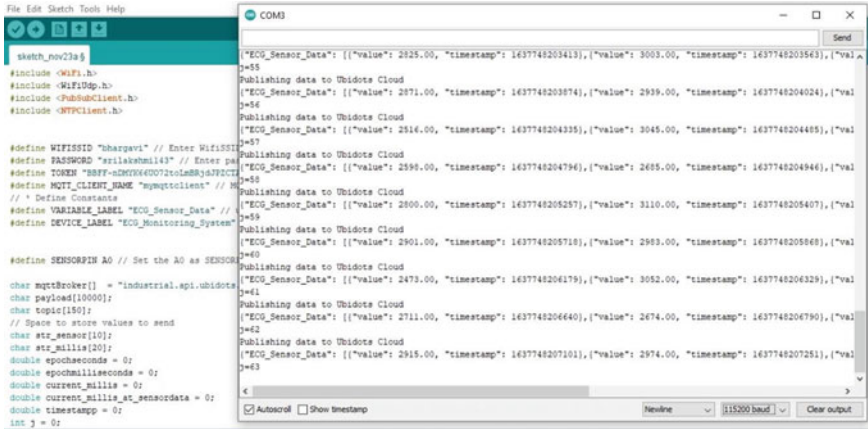 File Edit Sketch Tools Help
sketch_nov23a §
#include <WiFi.h>
#include <WiFiUdp.h>
#include <PubSubClient.h>
#include <NTPClient.h>
#define WIFISSID "bhargavi" // Enter WifiSSID
#define PASSWORD "srilakshmi143" // Enter pas
#define TOKEN
#define MQTT_CLIENT_NAME "mymqttclient" // MQ
// * Define Constants
#define VARIABLE_LABEL "ECG_Sensor_Data" //
#define DEVICE_LABEL "ECG_Monitoring_System"
#define SENSORPIN A0 // Set the A0 as SENSOR
char mqttBroker[] = "industrial.api.ubidots.
char payload[10000];
char topic[150];
// Space to store values to send
char str_sensor[10];
char str_millis[20];
double epochseconds = 0;
double epochmilliseconds = 0;
double current_millis = 0;
double current_millis_at_sensordata = 0;
double timestampp = 0;
int j = 0;
COM3
Send
{"ECG_Sensor_Data": [{"value": 2825.00, "timestamp": 1637748203413},{"value": 3003.00, "timestamp": 1637748203563},{"val
j=55
Publishing data to Ubidots Cloud
{"ECG_Sensor_Data": [{"value": 2871.00, "timestamp": 1637748203874},{"value": 2939.00, "timestamp": 1637748204024},{"val
j=56
Publishing data to Ubidots Cloud
{"ECG_Sensor_Data": [{"value": 2516.00, "timestamp": 1637748204335},{"value": 3045.00, "timestamp": 1637748204485},{"val
j=57
Publishing data to Ubidots Cloud
{"ECG_Sensor_Data": [{"value": 2598.00, "timestamp": 1637748204796},{"value": 2685.00, "timestamp": 1637748204946},{"val
j=58
Publishing data to Ubidots Cloud
{"ECG_Sensor_Data": [{"value": 2800.00, "timestamp": 1637748205257},{"value": 3110.00, "timestamp": 1637748205407},{"val
j=59
Publishing data to Ubidots Cloud
{"ECG_Sensor_Data": [{"value": 2901.00, "timestamp": 1637748205718},{"value": 2983.00, "timestamp": 1637748205868},{"val
j=60
Publishing data to Ubidots Cloud
{"ECG_Sensor_Data": [{"value": 2473.00, "timestamp": 1637748206179},{"value": 3052.00, "timestamp": 1637748206329},{"val
j=61
Publishing data to Ubidots Cloud
{"ECG_Sensor_Data": [{"value": 2711.00, "timestamp": 1637748206640},{"value": 2674.00, "timestamp": 1637748206790},{"val
j=62
Publishing data to Ubidots Cloud
{"ECG_Sensor_Data": [{"value": 2915.00, "timestamp": 1637748207101},{"value": 2974.00, "timestamp": 1637748207251},{"val
j=63
Autoscroll Show timestamp Newline 115200 baud Clear output